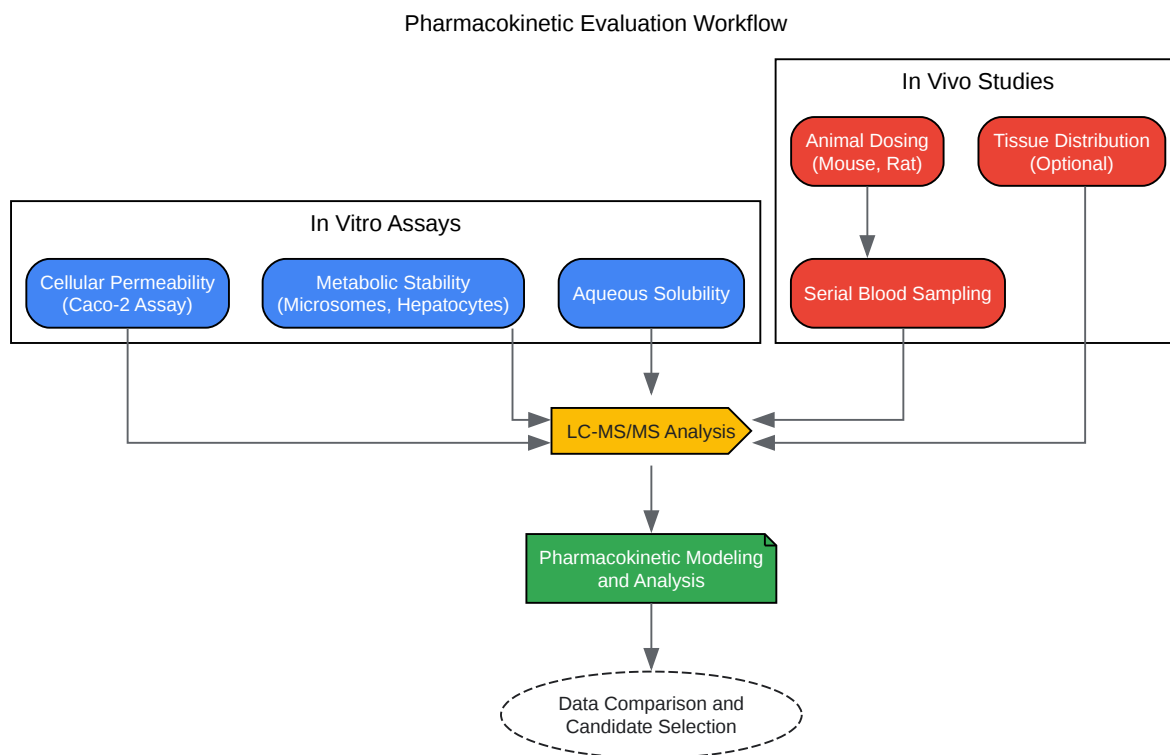 Pharmacokinetic Evaluation Workflow
In Vivo Studies
Animal Dosing
(Mouse, Rat)
Tissue Distribution
(Optional)
In Vitro Assays
Cellular Permeability
(Caco-2 Assay)
Metabolic Stability
(Microsomes, Hepatocytes)
Aqueous Solubility
Serial Blood Sampling
LC-MS/MS Analysis
Pharmacokinetic Modeling
and Analysis
Data Comparison and
Candidate Selection